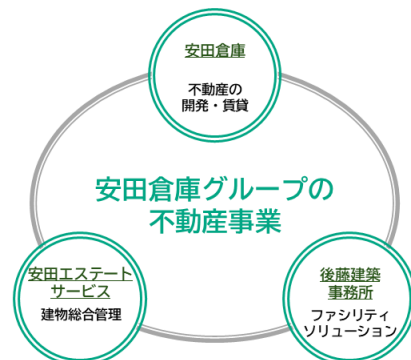 安田倉庫
不動産の
開発・賃貸
安田倉庫グループの
不動産事業
安田エステート
サービス
建物総合管理
後藤建築
事務所
ファシリティ
ソリューション